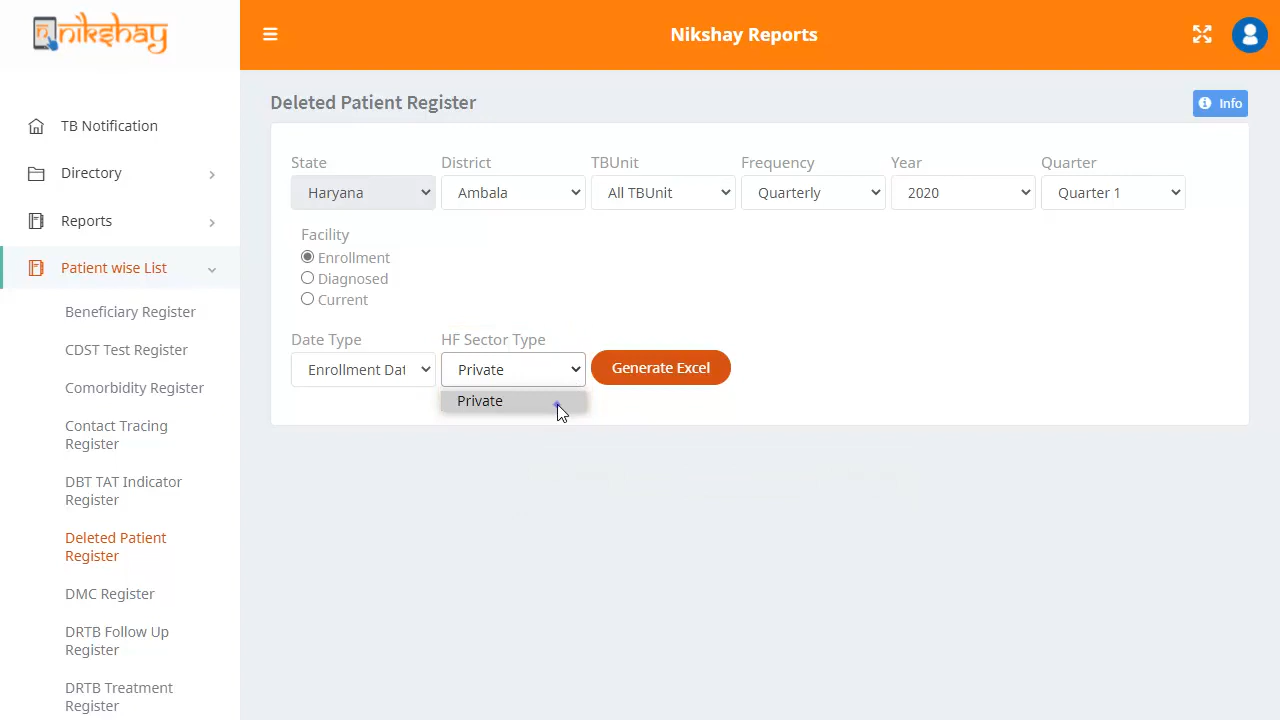 nikshay
Nikshay Reports
TB Notification
Directory
Reports
Patient wise List
Beneficiary Register
CDST Test Register
Comorbidity Register
Contact Tracing
Register
DBT TAT Indicator
Register
Deleted Patient
Register
DMC Register
DRTB Follow Up
Register
DRTB Treatment
Register
Deleted Patient Register
Info
State District TBUnit Frequency Year Quarter
Haryana Ambala All TBUnit Quarterly 2020 Quarter 1
Facility
Enrollment
Diagnosed
Current
Date Type HF Sector Type
Enrollment Dat Private Generate Excel
Private